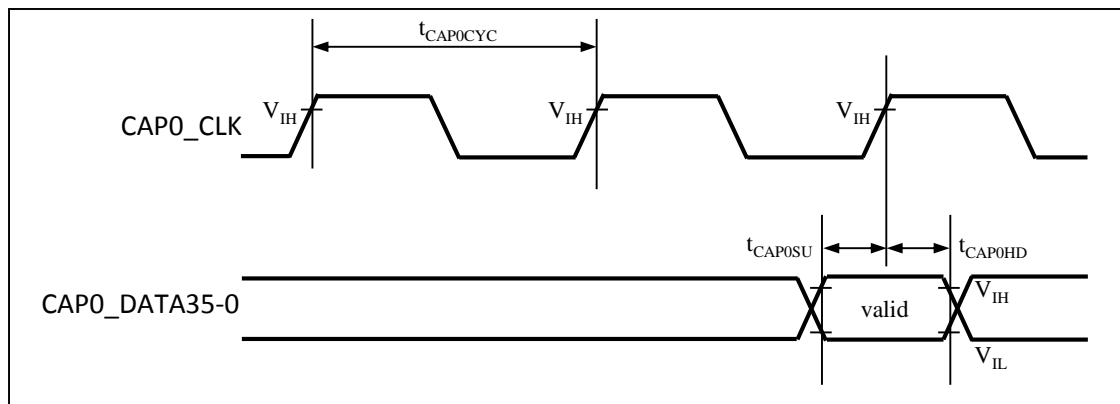 tCAP0CYC
CAP0_CLK
VIH
VIH
VIH
tCAP0SU
tCAP0HD
CAP0_DATA35-0
valid
VIH
VIL